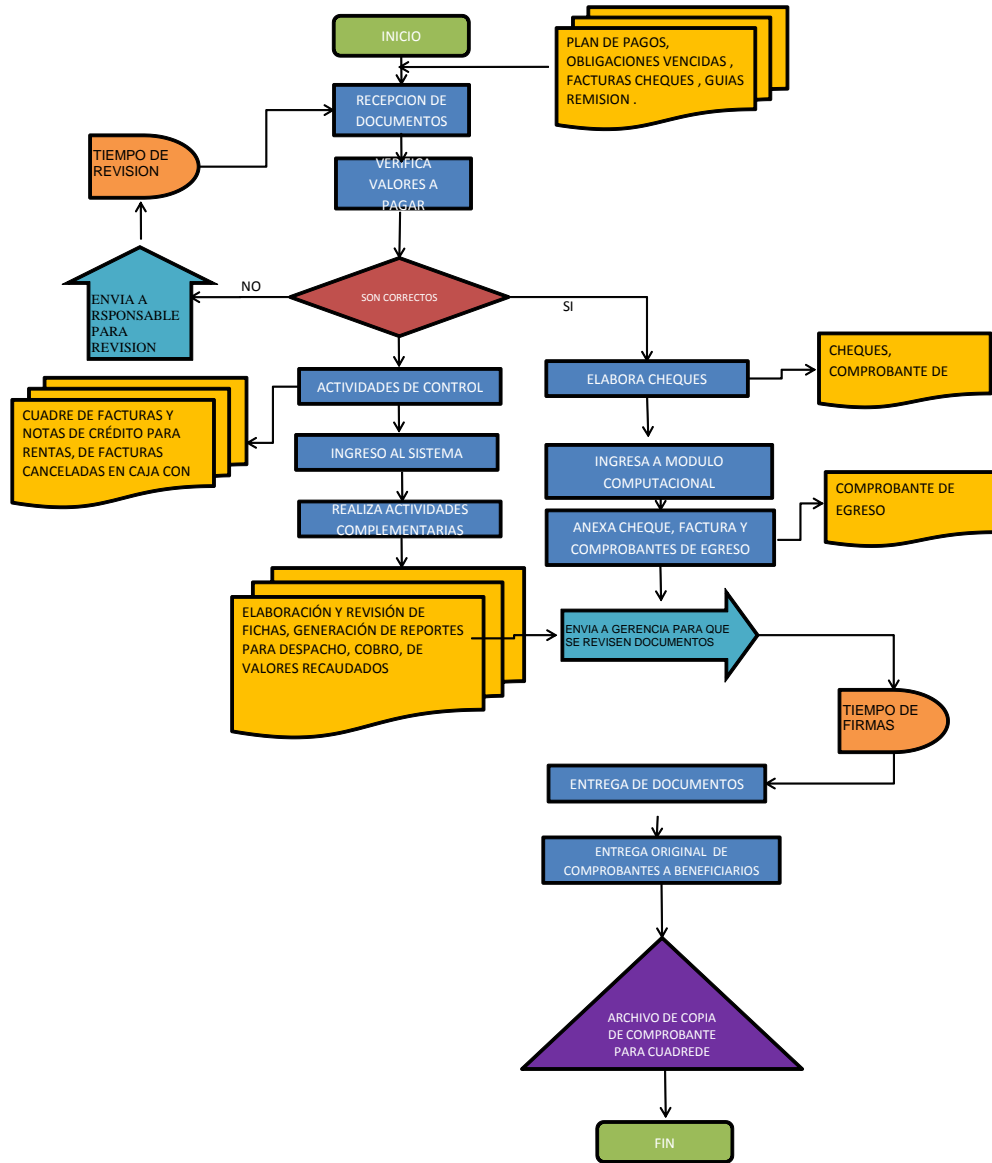 INICIO
PLAN DE PAGOS,
OBLIGACIONES VENCIDAS ,
FACTURAS CHEQUES , GUIAS
REMISION .
RECEPCION DE
DOCUMENTOS
TIEMPO DE
REVISION
VERIFICA
VALORES A
PAGAR
SON CORRECTOS
NO
SI
ENVIA A
RSPONSABLE
PARA
REVISION
ACTIVIDADES DE CONTROL
ELABORA CHEQUES
CHEQUES,
COMPROBANTE DE
CUADRE DE FACTURAS Y
NOTAS DE CRÉDITO PARA
RENTAS, DE FACTURAS
CANCELADAS EN CAJA CON
INGRESO AL SISTEMA
INGRESA A MODULO
COMPUTACIONAL
COMPROBANTE DE
EGRESO
REALIZA ACTIVIDADES
COMPLEMENTARIAS
ANEXA CHEQUE, FACTURA Y
COMPROBANTES DE EGRESO
ELABORACIÓN Y REVISIÓN DE
FICHAS, GENERACIÓN DE REPORTES
PARA DESPACHO, COBRO, DE
VALORES RECAUDADOS
ENVIA A GERENCIA PARA QUE
SE REVISEN DOCUMENTOS
TIEMPO DE
FIRMAS
ENTREGA DE DOCUMENTOS
ENTREGA ORIGINAL DE
COMPROBANTES A BENEFICIARIOS
ARCHIVO DE COPIA
DE COMPROBANTE
PARA CUADREDE
FIN